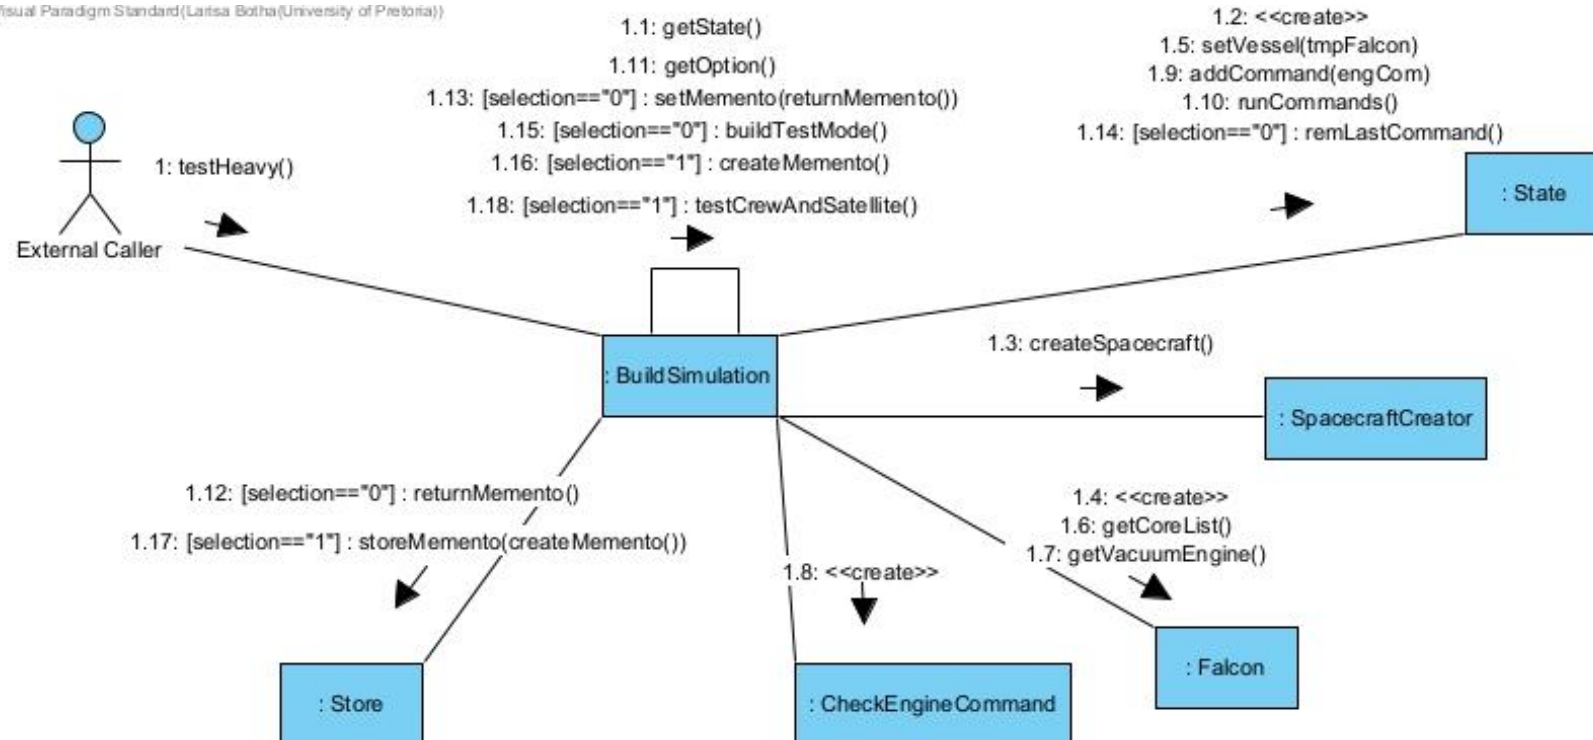 Visual Paradigm Standard(Larisa Botha(University of Pretoria))
1.1: getState()
1.11: getOption()
1.13: [selection=="0"] : setMemento(returnMemento())
1.15: [selection=="0"] : buildTestMode()
1.16: [selection=="1"] : createMemento()
1.18: [selection=="1"] : testCrewAndSatellite()
1.2: <<create>>
1.5: setVessel(tmpFalcon)
1.9: addCommand(engCom)
1.10: runCommands()
1.14: [selection=="0"] : remLastCommand()
1: testHeavy()
External Caller
: State
: BuildSimulation
1.3: createSpacecraft()
: SpacecraftCreator
1.12: [selection=="0"] : returnMemento()
1.17: [selection=="1"] : storeMemento(createMemento())
1.8: <<create>>
1.4: <<create>>
1.6: getCoreList()
1.7: getVacuumEngine()
: Store
: CheckEngineCommand
: Falcon